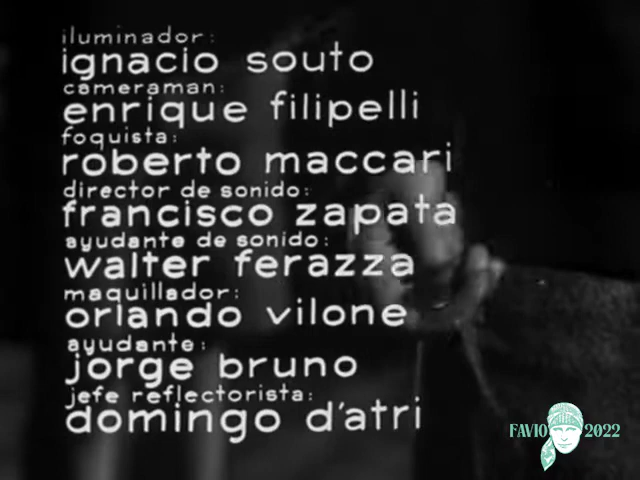 iluminador:
ignacio souto
cameraman:
enrique filipelli
foquista:
roberto maccari
director de sonido:
francisco zapata
ayudante de sonido:
walter ferazza
maquillador:
orlando vilone
ayudante:
jorge bruno
jefe reflectorista:
domingo d'atri
FAVIO 2022